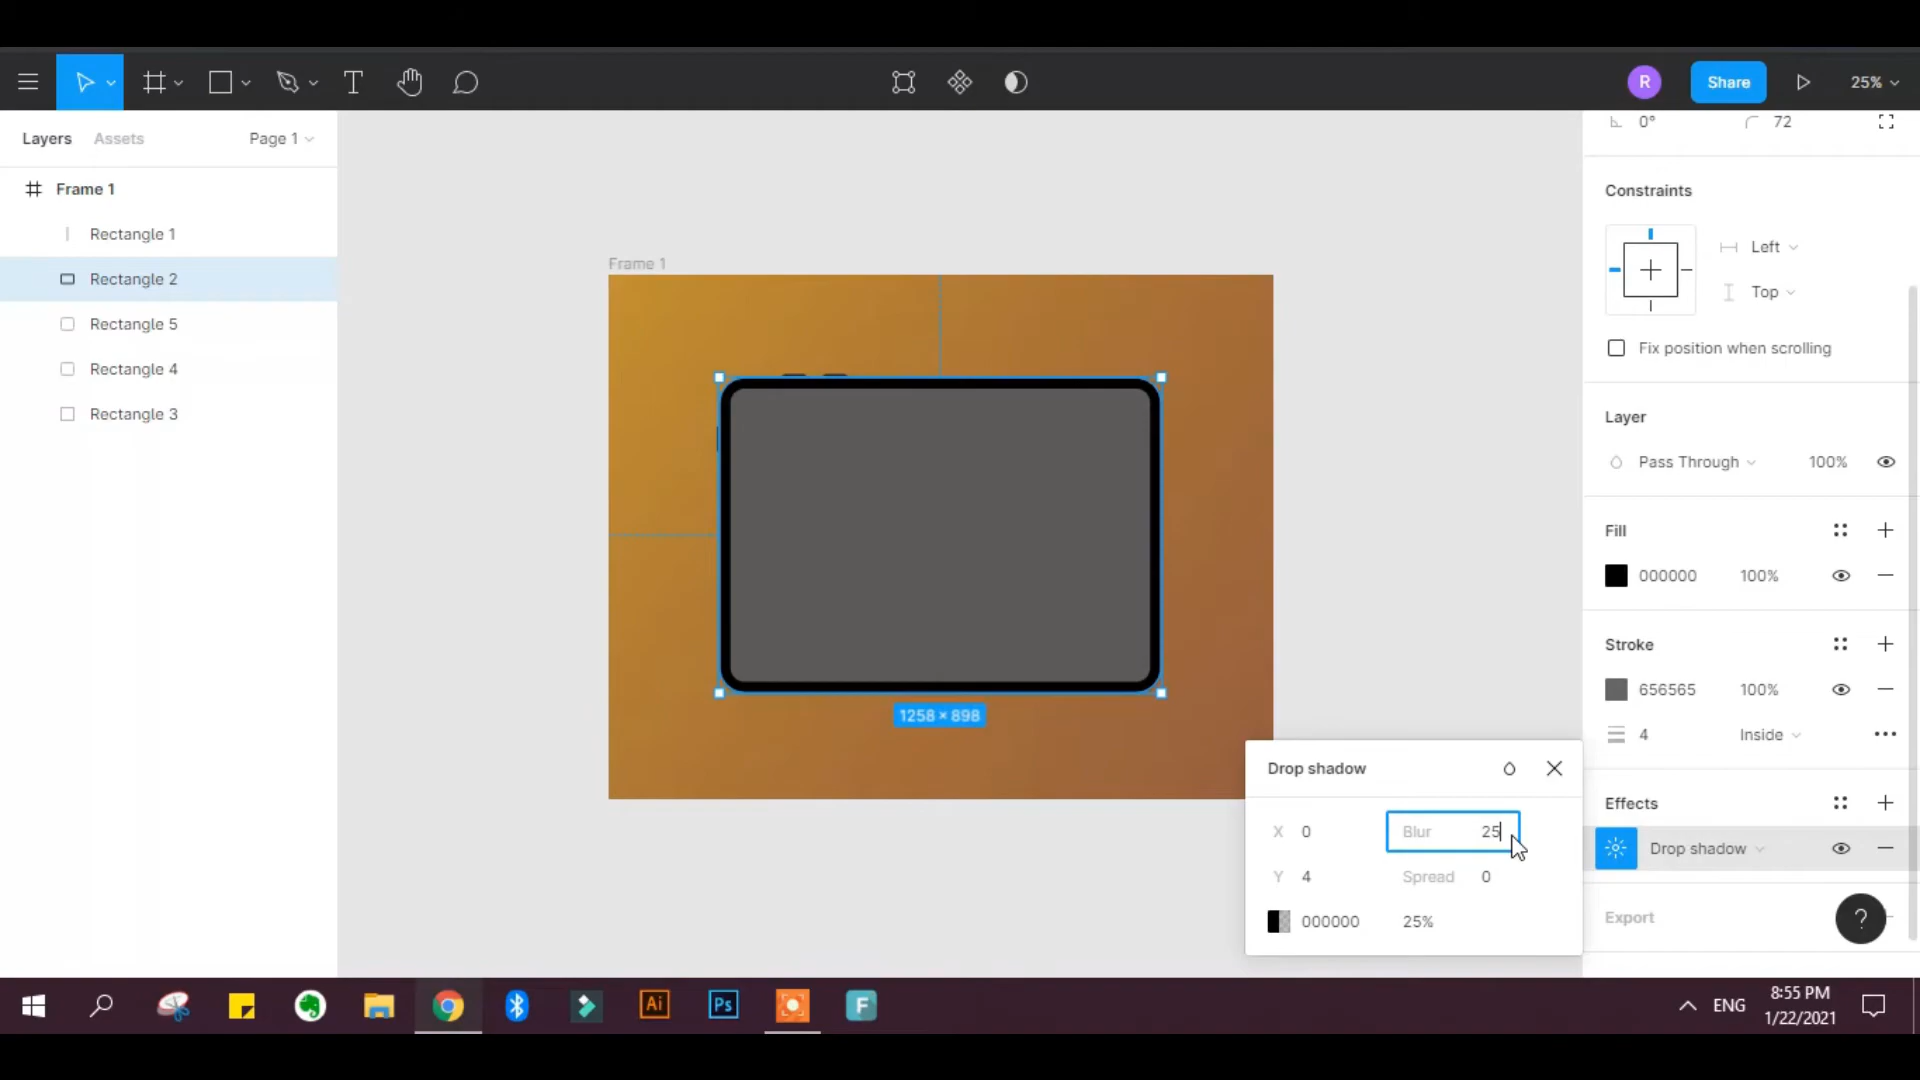 R
Share
25%
Layers
Assets
Page 1
0°
72
Frame 1
Constraints
Rectangle 1
Left
Frame 1
Rectangle 2
Top
Rectangle 5
Fix position when scrolling
Rectangle 4
Rectangle 3
Layer
Pass Through
100%
Fill
000000
100%
Stroke
656565
100%
1258 × 898
4
Inside
Drop shadow
Effects
X 0
Blur 25
Drop shadow
Y 4
Spread 0
000000
25%
Export
?
Ai
Ps
F
ENG
8:55 PM
1/22/2021